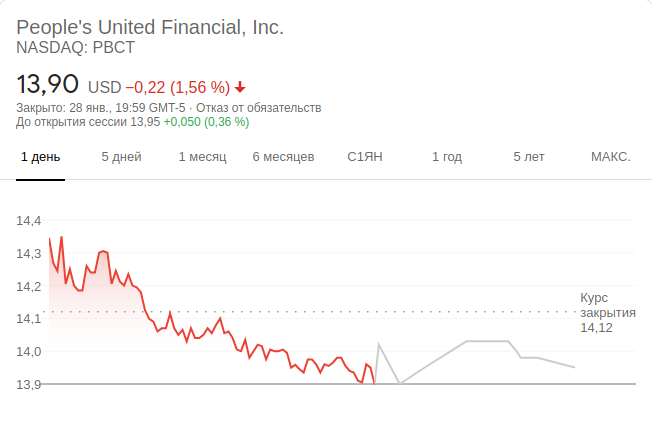 People's United Financial, Inc.
NASDAQ: PBCT
13,90 USD −0,22 (1,56 %)
Закрыто: 28 янв., 19:59 GMT-5 · Отказ от обязательств
До открытия сессии 13,95 +0,050 (0,36 %)
1 день 5 дней 1 месяц 6 месяцев С1ЯН 1 год 5 лет МАКС.
14,4
14,3
14,2
14,1
14,0
13,9
Курс
закрытия
14,12